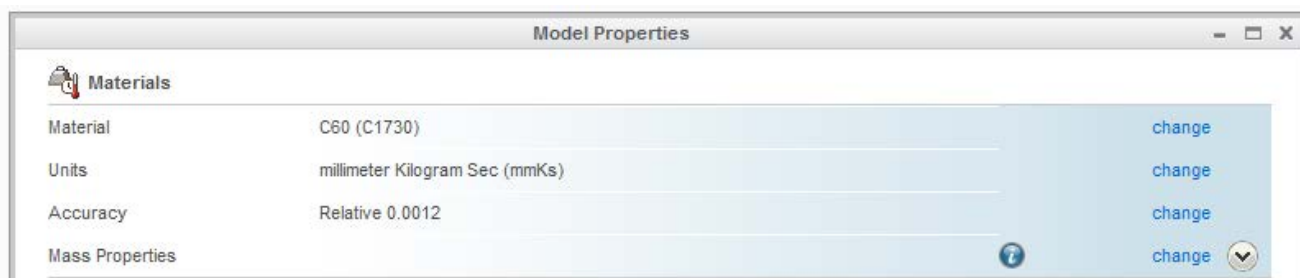 Model Properties
Materials
Material C60 (C1730) change
Units millimeter Kilogram Sec (mmKs) change
Accuracy Relative 0.0012 change
Mass Properties change